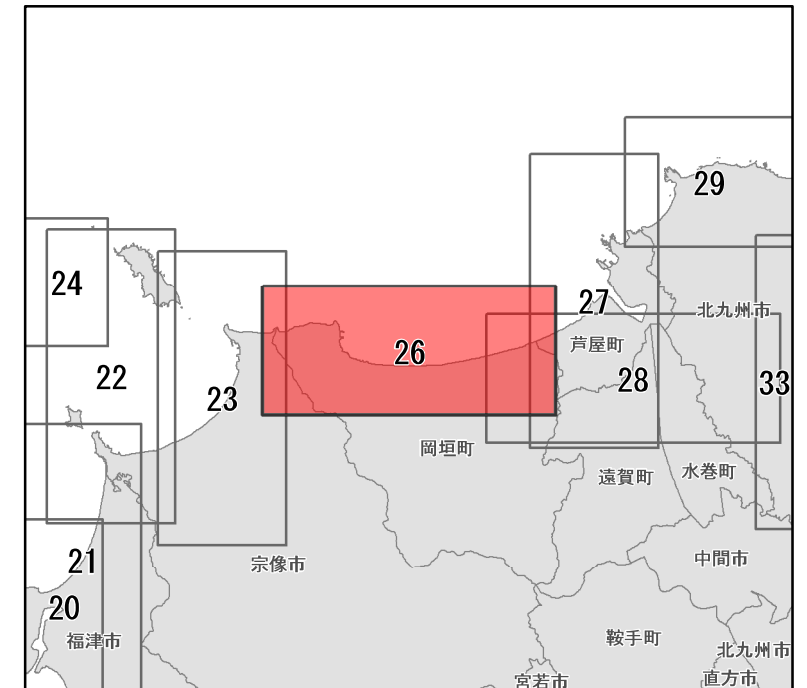 29
24
27
北九州市
芦屋町
26
22
28
33
23
岡垣町
遠賀町
水巻町
21
宗像市
中間市
20
福津市
鞍手町
北九州市
宮若市
直方市